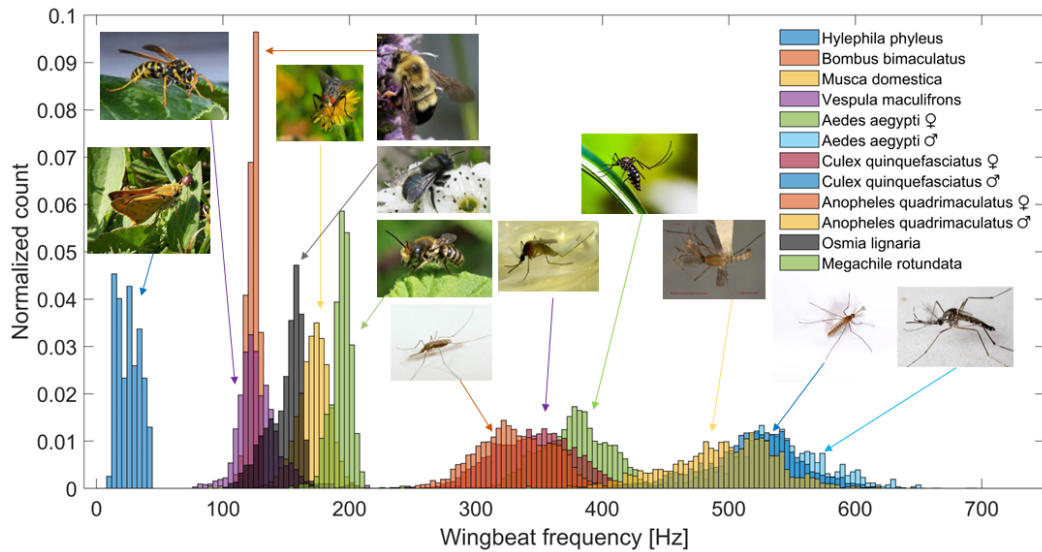 0.1
0.09
0.08
0.07
0.06
0.05
0.04
0.03
0.02
0.01
0
Normalized count
0
100
200
300
400
500
600
700
Wingbeat frequency [Hz]
Hylephila phyleus
Bombus bimaculatus
Musca domestica
Vespula maculifrons
Aedes aegypti ♀
Aedes aegypti ♂
Culex quinquefasciatus ♀
Culex quinquefasciatus ♂
Anopheles quadrimaculatus ♀
Anopheles quadrimaculatus ♂
Osmia lignaria
Megachile rotundata